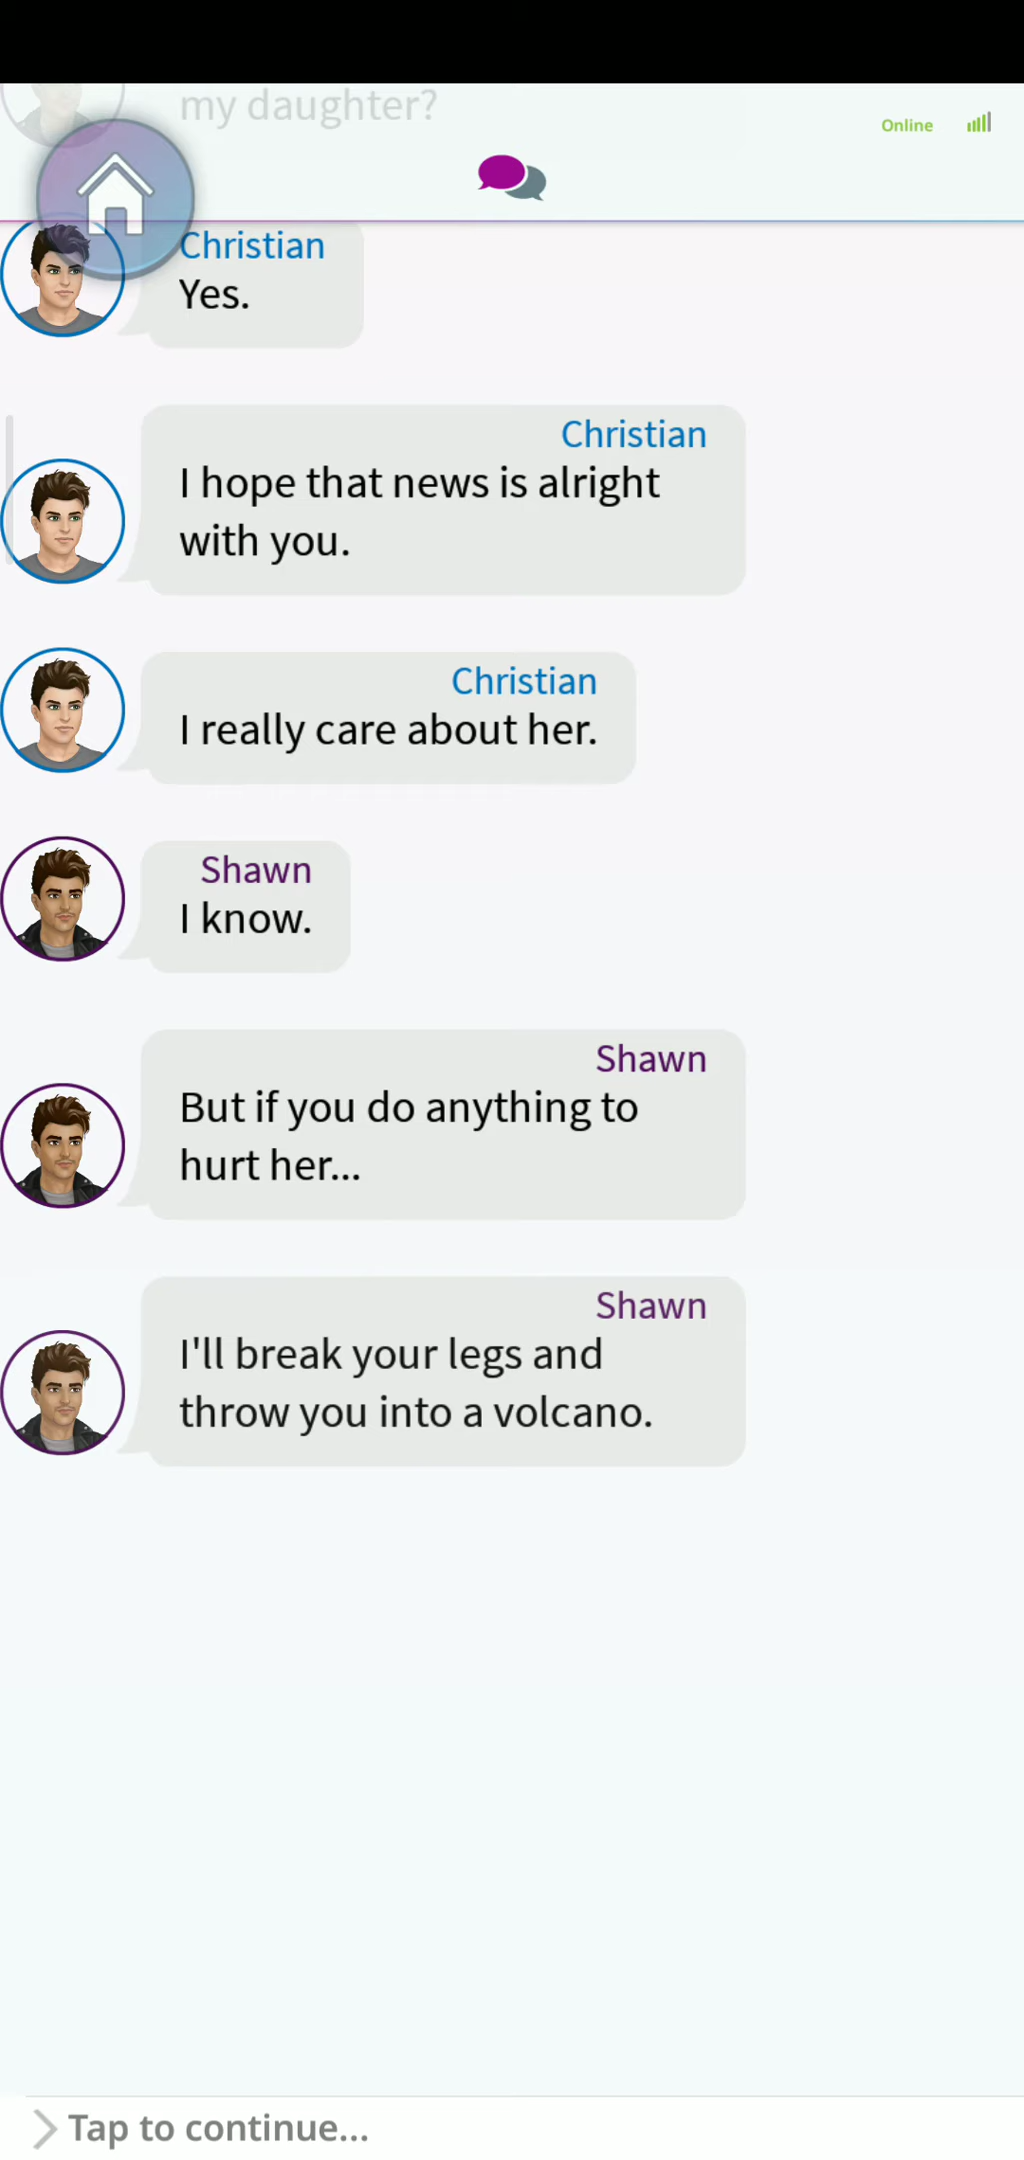 my daughter?
Online
Christian
Yes.
Christian
I hope that news is alright
with you.
Christian
I really care about her.
Shawn
I know.
Shawn
But if you do anything to
hurt her...
Shawn
I'll break your legs and
throw you into a volcano.
Tap to continue...